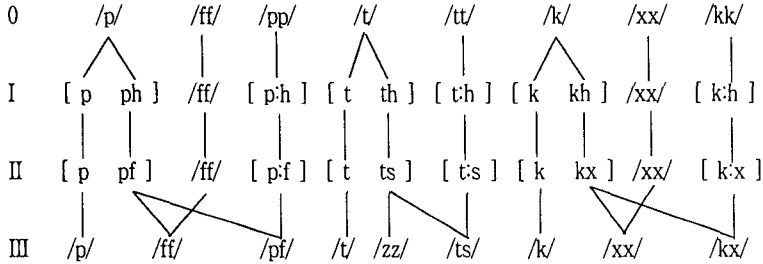 0 /p/ /ff/ /pp/ /t/ /tt/ /k/ /xx/ /kk/
I [ p ph ] /ff/ [ p:h ] [ t th ] [ t:h ] [ k kh ] /xx/ [ k:h ]
II [ p pf ] /ff/ [ p:f ] [ t ts ] [ t:s ] [ k kx ] /xx/ [ k:x ]
III /p/ /ff/ /pf/ /t/ /zz/ /ts/ /k/ /xx/ /kx/